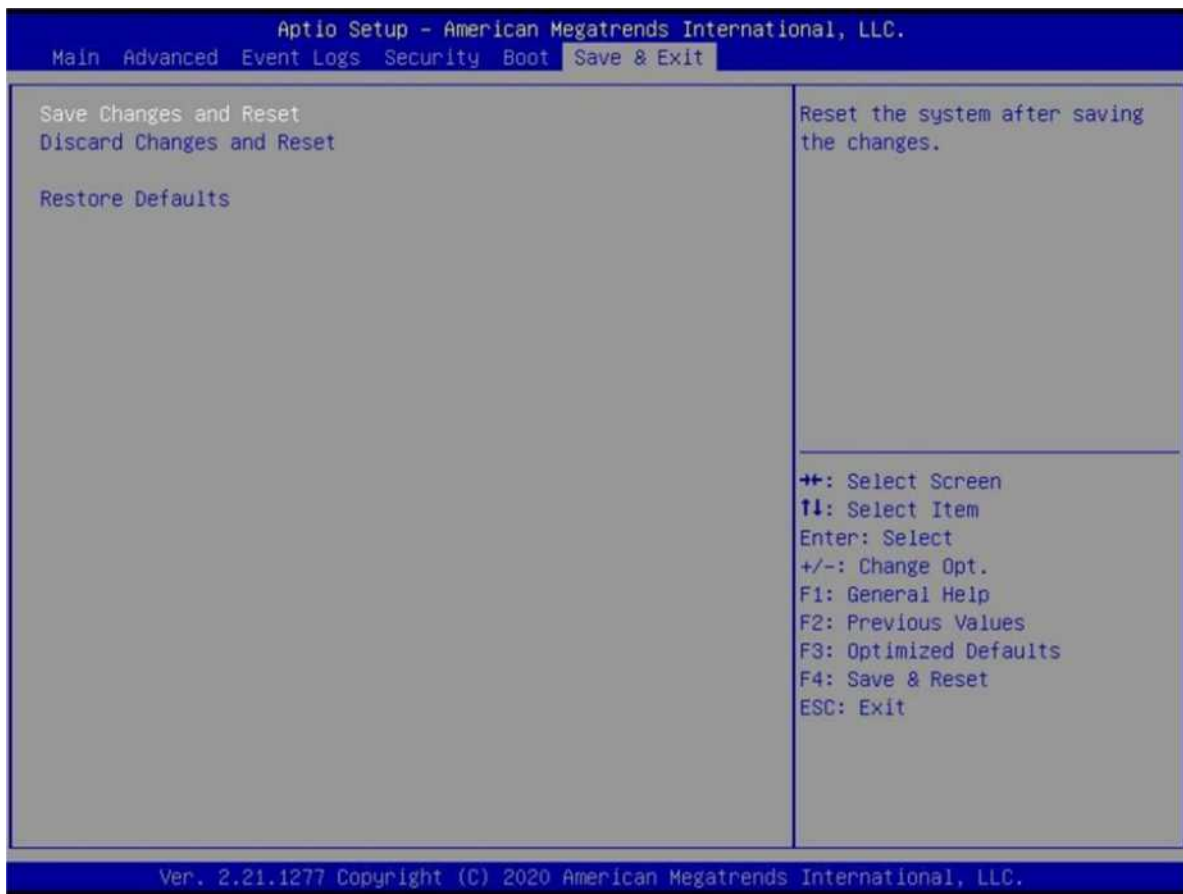 Aptio Setup – American Megatrends International, LLC.
Main Advanced Event Logs Security Boot Save & Exit
Save Changes and Reset
Discard Changes and Reset
Restore Defaults
Reset the system after saving
the changes.
→←: Select Screen
↑↓: Select Item
Enter: Select
+/-: Change Opt.
F1: General Help
F2: Previous Values
F3: Optimized Defaults
F4: Save & Reset
ESC: Exit
Ver. 2.21.1277 Copyright (C) 2020 American Megatrends International, LLC.